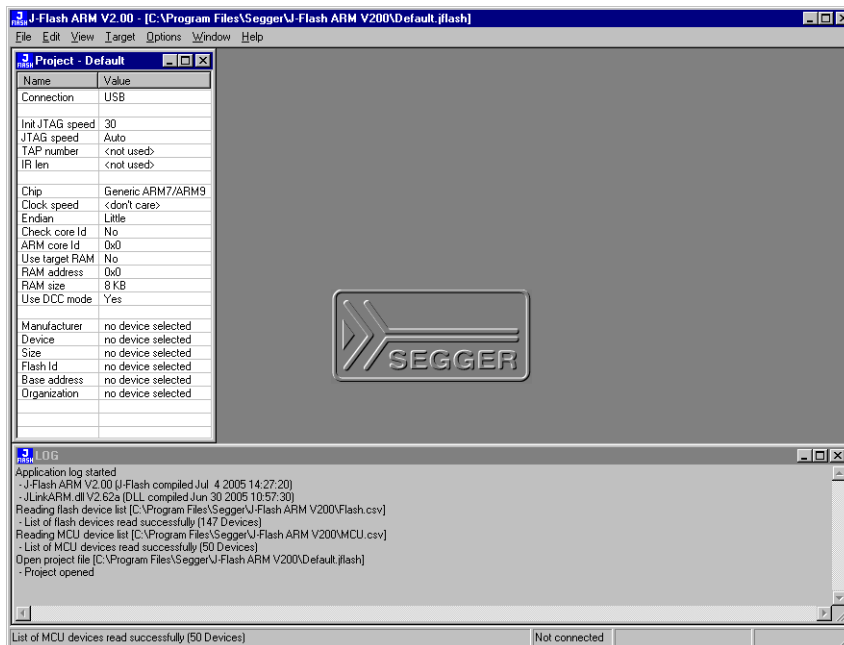 J-Flash ARM V2.00 - [C:\Program Files\Segger\J-Flash ARM V200\Default.jflash]
File Edit View Target Options Window Help
Project - Default
Name Value
Connection USB
Init JTAG speed 30
JTAG speed Auto
TAP number <not used>
IR len <not used>
Chip Generic ARM7/ARM9
Clock speed <don't care>
Endian Little
Check core Id No
ARM core Id 0x0
Use target RAM No
RAM address 0x0
RAM size 8 KB
Use DCC mode Yes
Manufacturer no device selected
Device no device selected
Size no device selected
Flash Id no device selected
Base address no device selected
Organization no device selected
SEGGER
LOG
Application log started
- J-Flash ARM V2.00 (J-Flash compiled Jul 4 2005 14:27:20)
- JLinkARM.dll V2.62a (DLL compiled Jun 30 2005 10:57:30)
Reading flash device list [C:\Program Files\Segger\J-Flash ARM V200\Flash.csv]
- List of flash devices read successfully (147 Devices)
Reading MCU device list [C:\Program Files\Segger\J-Flash ARM V200\MCU.csv]
- List of MCU devices read successfully (50 Devices)
Open project file [C:\Program Files\Segger\J-Flash ARM V200\Default.jflash]
- Project opened
List of MCU devices read successfully (50 Devices) Not connected